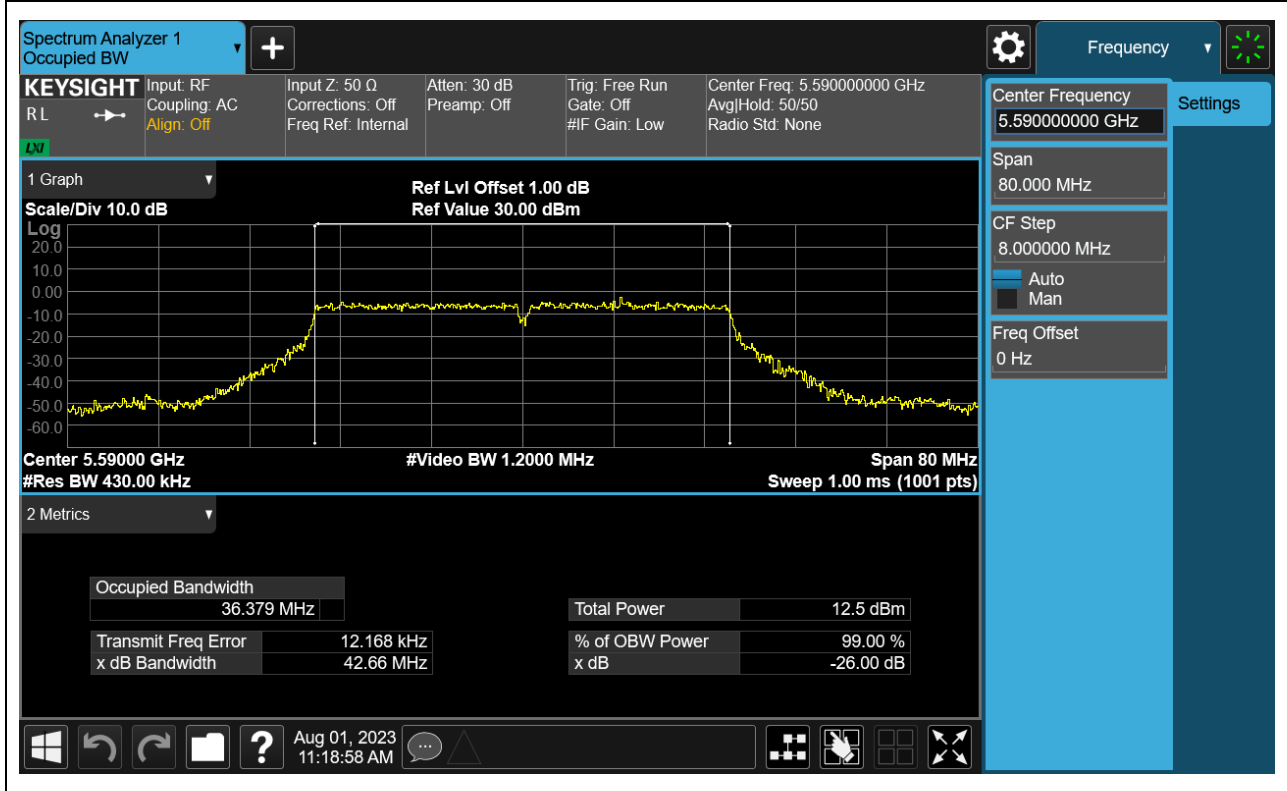 Spectrum Analyzer 1
Occupied BW
Frequency
KEYSIGHT
R L
LXI
Input: RF
Coupling: AC
Align: Off
Input Z: 50 Ω
Corrections: Off
Freq Ref: Internal
Atten: 30 dB
Preamp: Off
Trig: Free Run
Gate: Off
#IF Gain: Low
Center Freq: 5.590000000 GHz
Avg|Hold: 50/50
Radio Std: None
Center Frequency
5.590000000 GHz
Settings
Span
80.000 MHz
CF Step
8.000000 MHz
Auto
Man
Freq Offset
0 Hz
1 Graph
Scale/Div 10.0 dB
Ref Lvl Offset 1.00 dB
Ref Value 30.00 dBm
Log
20.0
10.0
0.00
-10.0
-20.0
-30.0
-40.0
-50.0
-60.0
Center 5.59000 GHz
#Video BW 1.2000 MHz
Span 80 MHz
#Res BW 430.00 kHz
Sweep 1.00 ms (1001 pts)
2 Metrics
Occupied Bandwidth
36.379 MHz
Total Power 12.5 dBm
Transmit Freq Error 12.168 kHz
% of OBW Power 99.00 %
x dB Bandwidth 42.66 MHz
x dB -26.00 dB
?
Aug 01, 2023
11:18:58 AM